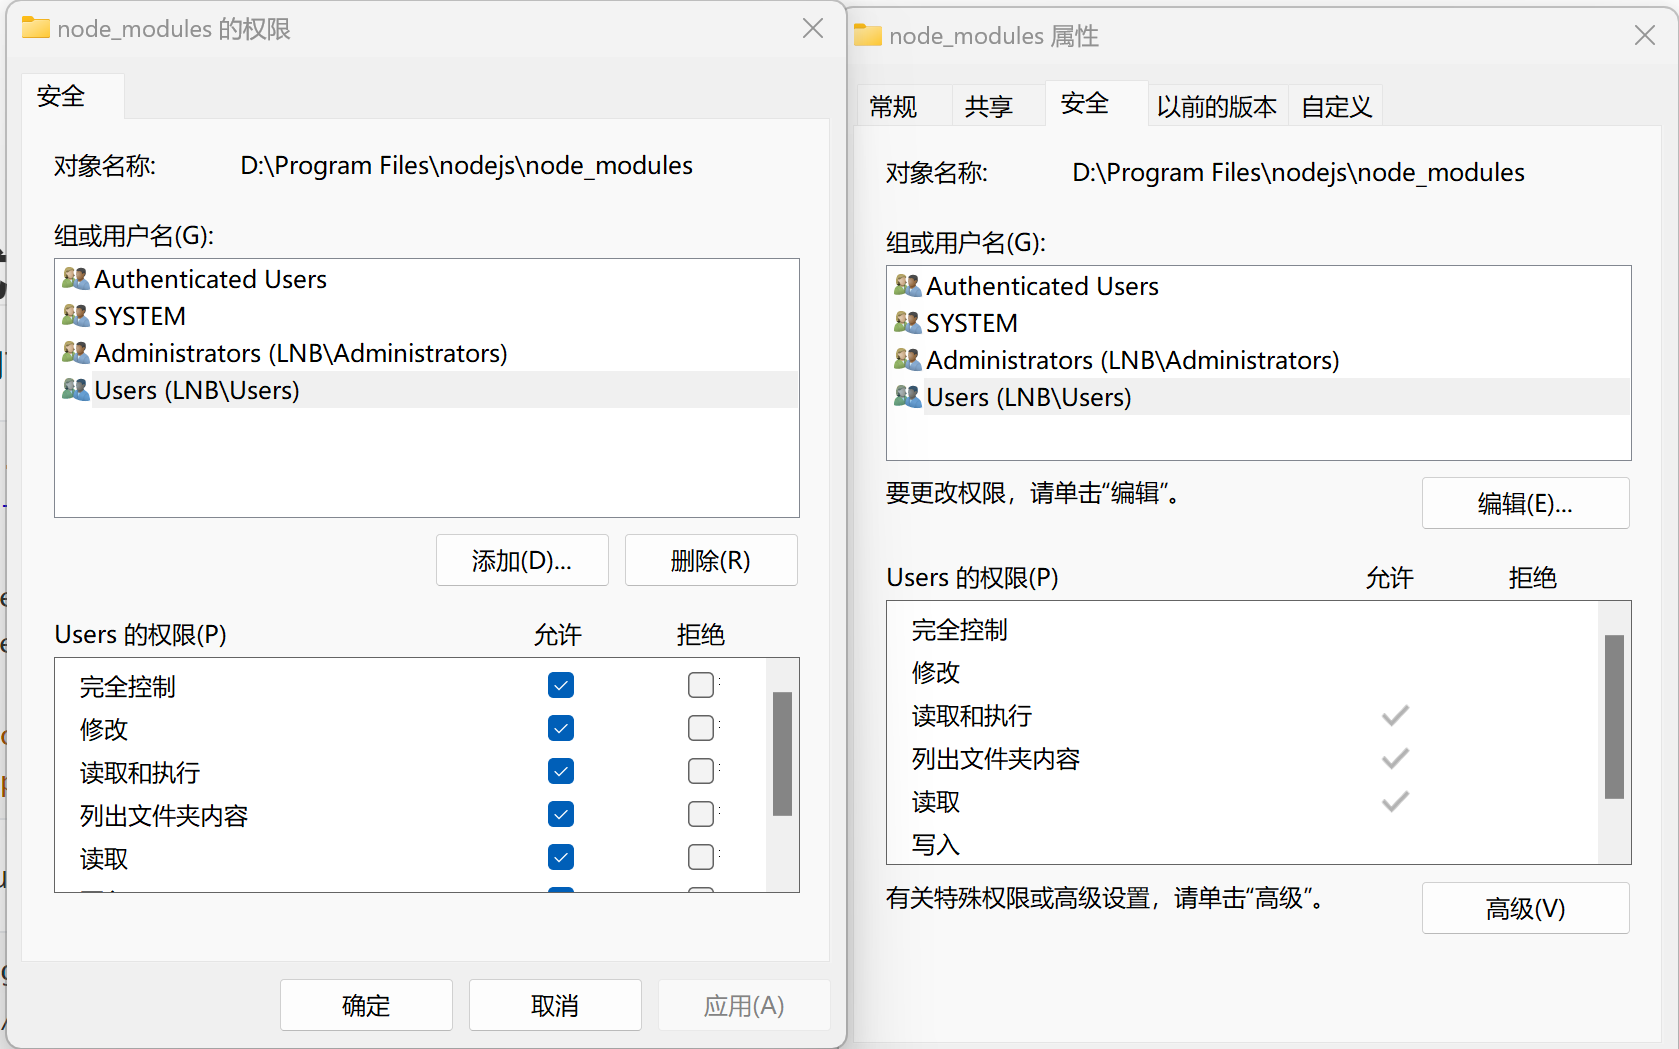 node_modules 的权限
安全
对象名称: D:\Program Files\nodejs\node_modules
组或用户名(G):
Authenticated Users
SYSTEM
Administrators (LNB\Administrators)
Users (LNB\Users)
添加(D)... 删除(R)
Users 的权限(P) 允许 拒绝
完全控制
修改
读取和执行
列出文件夹内容
读取
确定 取消 应用(A)
node_modules 属性
常规 共享 安全 以前的版本 自定义
对象名称: D:\Program Files\nodejs\node_modules
组或用户名(G):
Authenticated Users
SYSTEM
Administrators (LNB\Administrators)
Users (LNB\Users)
要更改权限，请单击“编辑”。 编辑(E)...
Users 的权限(P) 允许 拒绝
完全控制
修改
读取和执行
列出文件夹内容
读取
写入
有关特殊权限或高级设置，请单击“高级”。 高级(V)